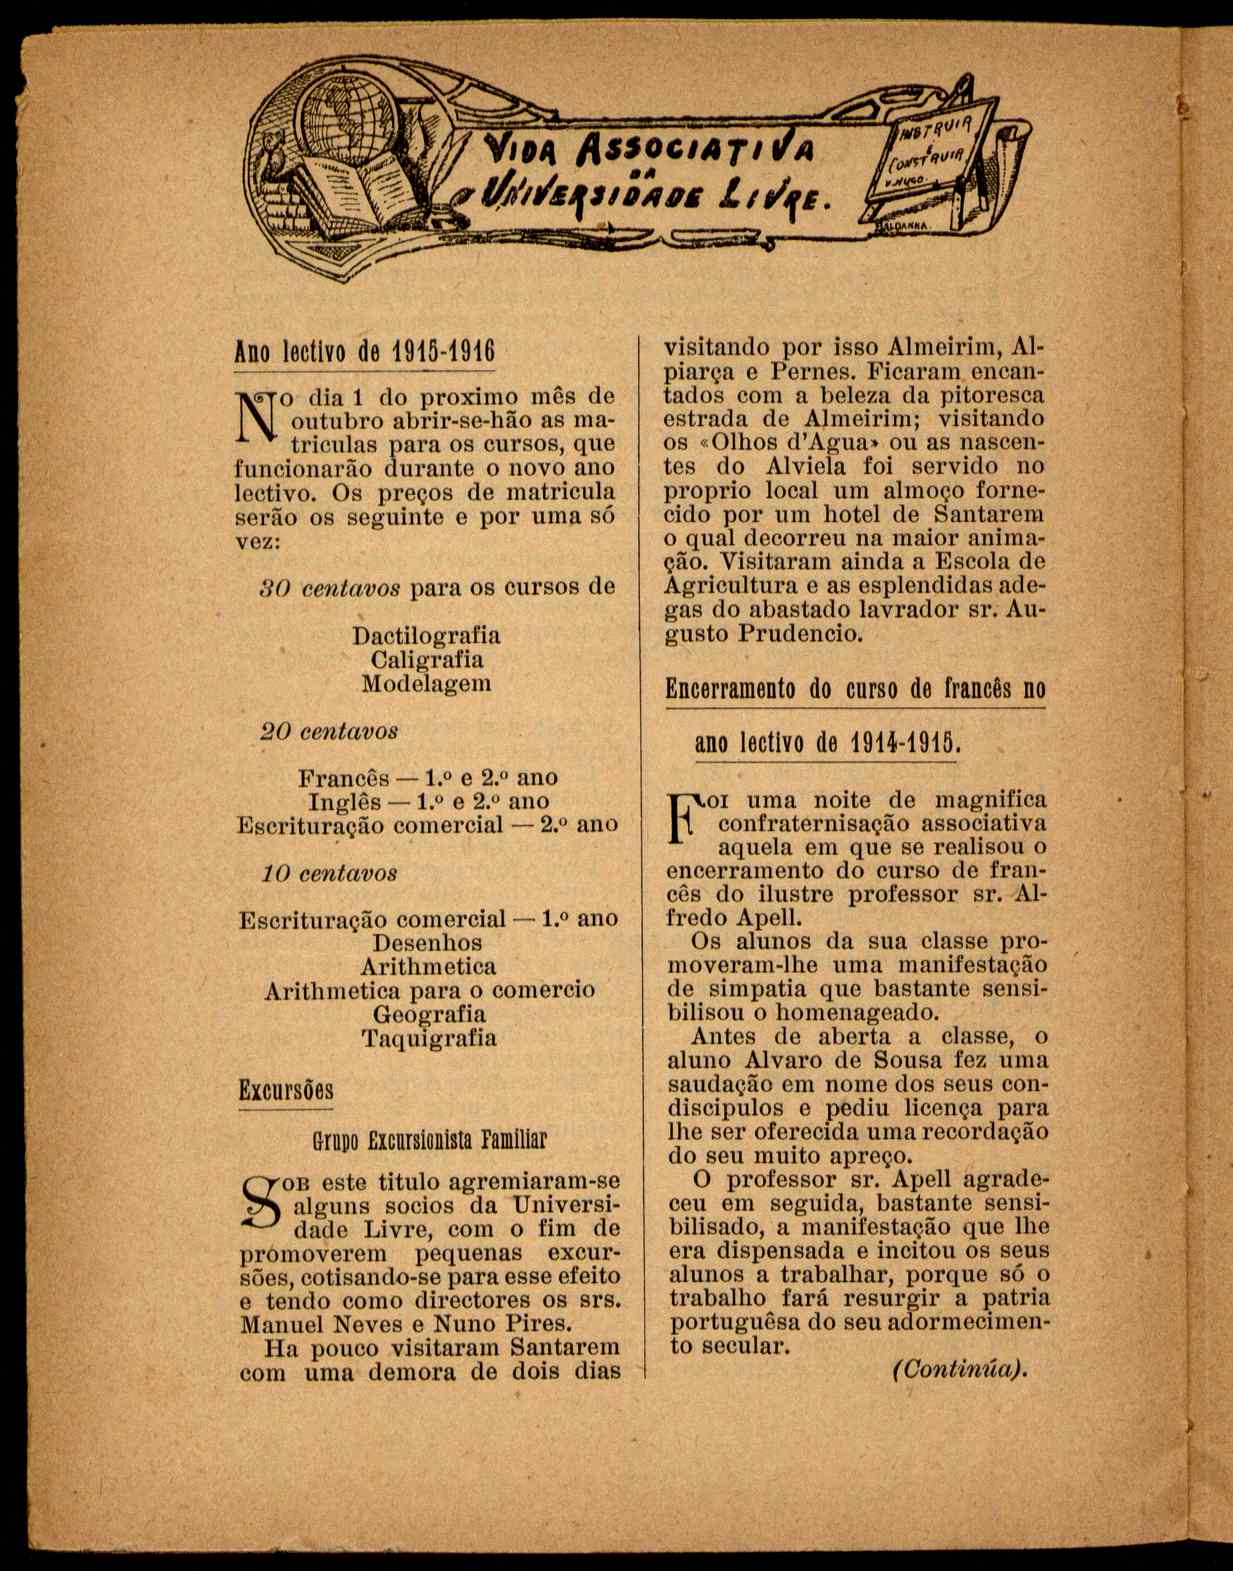 VIDA ASSOCIATIVA
DA
UNIVERSIDADE LIVRE.
INSTRUIR
É
CONSTRUIR
V. HUGO.
SALDANHA.
Ano lectivo de 1915-1916
NO dia 1 do proximo mês de
outubro abrir-se-hão as ma-
triculas para os cursos, que
funcionarão durante o novo ano
lectivo. Os preços de matricula
serão os seguinte e por uma só
vez:
30 centavos para os cursos de
Dactilografia
Caligrafia
Modelagem
20 centavos
Francês — 1.º e 2.º ano
Inglês — 1.º e 2.º ano
Escrituração comercial — 2.º ano
10 centavos
Escrituração comercial — 1.º ano
Desenhos
Arithmetica
Arithmetica para o comercio
Geografia
Taquigrafia
Excursões
Grupo Excursionista Familiar
SOB este titulo agremiaram-se
alguns socios da Universi-
dade Livre, com o fim de
promoverem pequenas excur-
sões, cotisando-se para esse efeito
e tendo como directores os srs.
Manuel Neves e Nuno Pires.
Ha pouco visitaram Santarem
com uma demora de dois dias
visitando por isso Almeirim, Al-
piarça e Pernes. Ficaram encan-
tados com a beleza da pitoresca
estrada de Almeirim; visitando
os «Olhos d'Agua» ou as nascen-
tes do Alviela foi servido no
proprio local um almoço forne-
cido por um hotel de Santarem
o qual decorreu na maior anima-
ção. Visitaram ainda a Escola de
Agricultura e as esplendidas ade-
gas do abastado lavrador sr. Au-
gusto Prudencio.
Encerramento do curso de francês no
ano lectivo de 1914-1915.
FOI uma noite de magnifica
confraternisação associativa
aquela em que se realisou o
encerramento do curso de fran-
cês do ilustre professor sr. Al-
fredo Apell.
Os alunos da sua classe pro-
moveram-lhe uma manifestação
de simpatia que bastante sensi-
bilisou o homenageado.
Antes de aberta a classe, o
aluno Alvaro de Sousa fez uma
saudação em nome dos seus con-
discipulos e pediu licença para
lhe ser oferecida uma recordação
do seu muito apreço.
O professor sr. Apell agrade-
ceu em seguida, bastante sensi-
bilisado, a manifestação que lhe
era dispensada e incitou os seus
alunos a trabalhar, porque só o
trabalho fará resurgir a patria
portuguêsa do seu adormecimen-
to secular.
(Continúa).